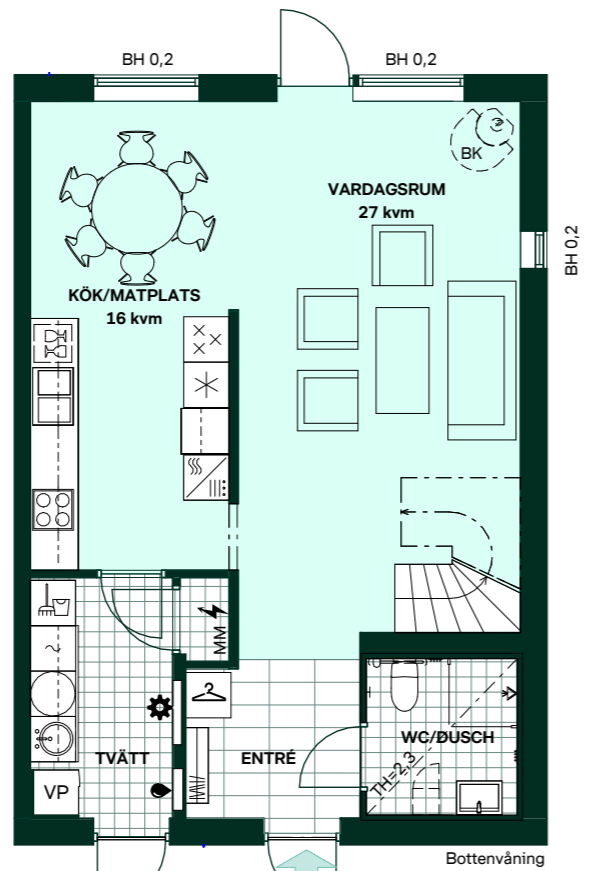 BH 0,2
BH 0,2
BK
VARDAGSRUM
27 kvm
BH 0,2
KÖK/MATPLATS
16 kvm
MM
WC/DUSCH
TVÄTT
ENTRÉ
TH=2,3
VP
Bottenvåning